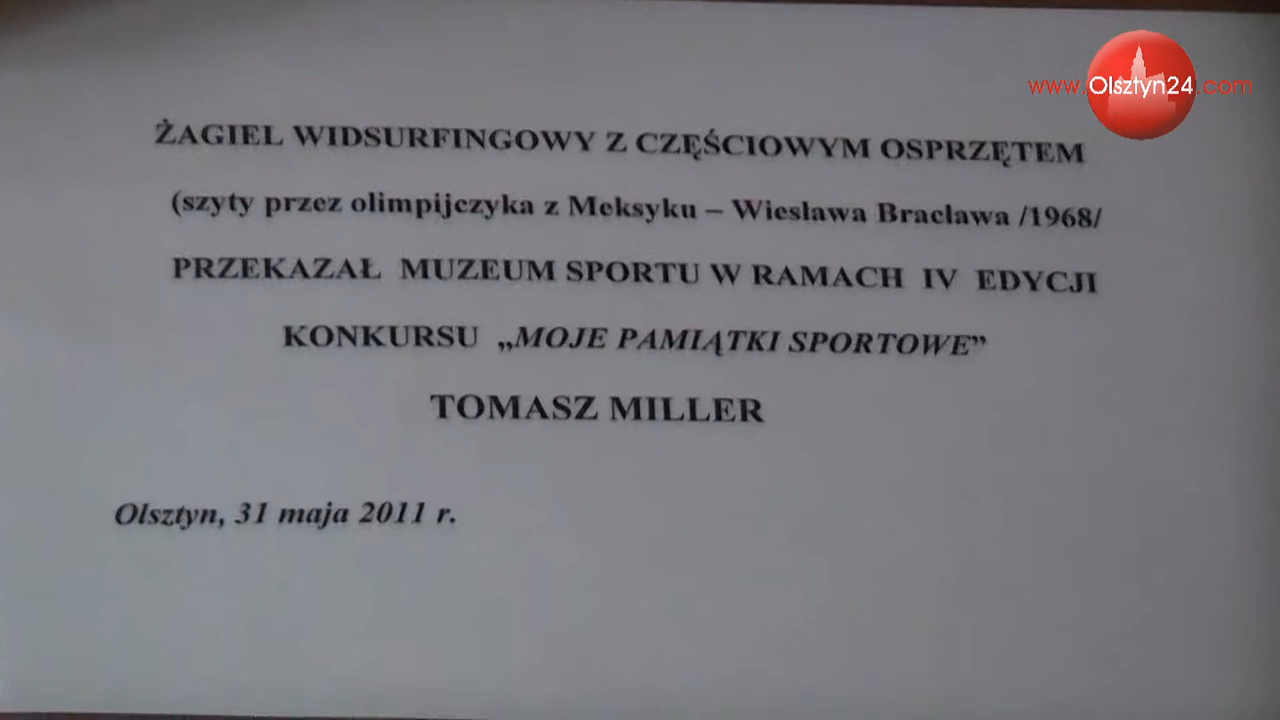 www.Olsztyn24.com
ŻAGIEL WIDSURFINGOWY Z CZĘŚCIOWYM OSPRZĘTEM
(szyty przez olimpijczyka z Meksyku – Wiesława Bracława /1968/
PRZEKAZAŁ MUZEUM SPORTU W RAMACH IV EDYCJI
KONKURSU „MOJE PAMIĄTKI SPORTOWE”
TOMASZ MILLER
Olsztyn, 31 maja 2011 r.